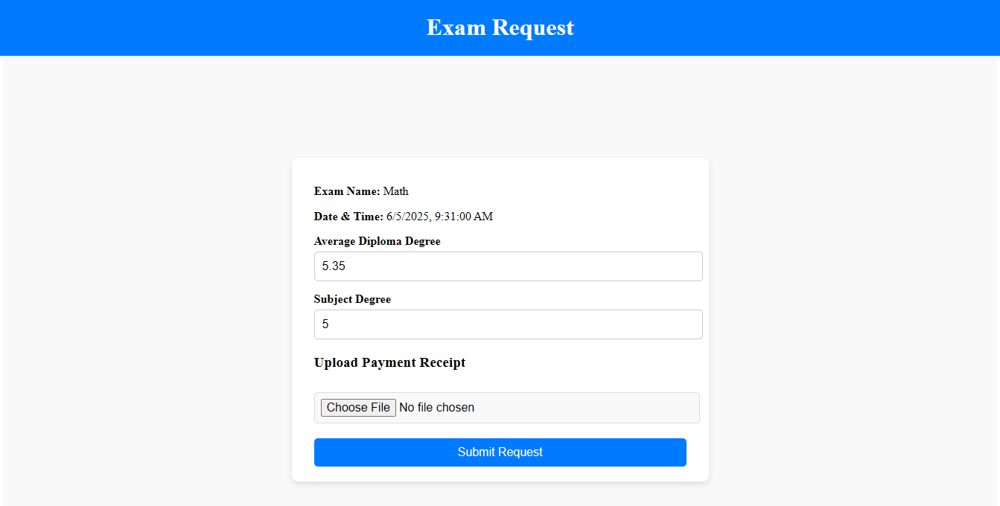 Exam Request
Exam Name: Math
Date & Time: 6/5/2025, 9:31:00 AM
Average Diploma Degree
5.35
Subject Degree
5
Upload Payment Receipt
Choose File No file chosen
Submit Request